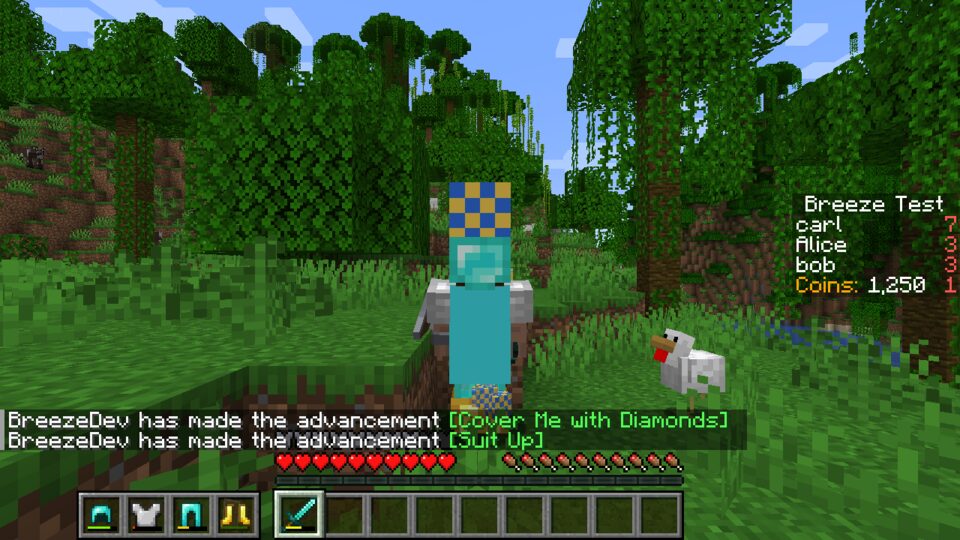 Breeze Test
carl 7
Alice 3
bob 3
Coins: 1,250 1
BreezeDev has made the advancement [Cover Me with Diamonds]
BreezeDev has made the advancement [Suit Up]